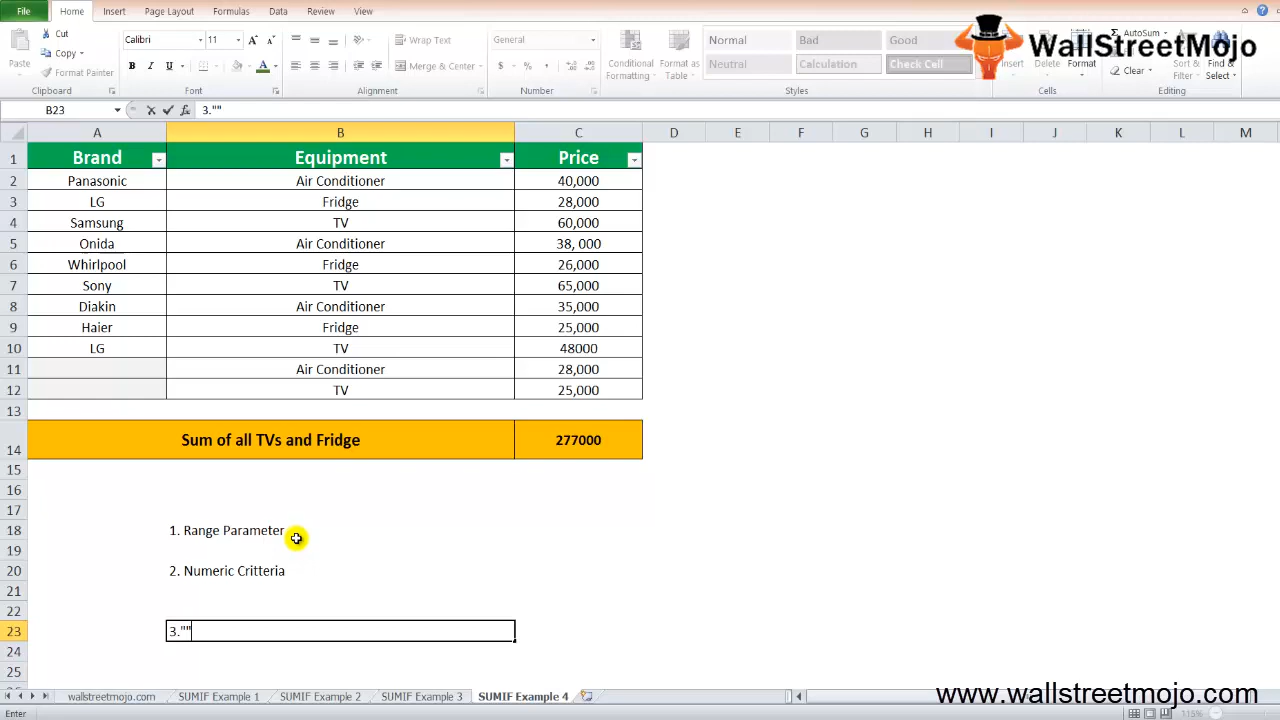 File Home Insert Page Layout Formulas Data Review View
Paste Cut Copy Format Painter Clipboard
Calibri 11 B I U A Font
Wrap Text Merge & Center Alignment
General $ % , Number
Conditional Formatting Format as Table
Normal Bad Good
Neutral Calculation Check Cell
Styles
Insert Delete Format Cells
AutoSum Clear Sort & Filter Find & Select Editing
WallStreetMojo
B23 fx 3.""
A B C D E F G H I J K L M
1 Brand Equipment Price
2 Panasonic Air Conditioner 40,000
3 LG Fridge 28,000
4 Samsung TV 60,000
5 Onida Air Conditioner 38, 000
6 Whirlpool Fridge 26,000
7 Sony TV 65,000
8 Diakin Air Conditioner 35,000
9 Haier Fridge 25,000
10 LG TV 48000
11 Air Conditioner 28,000
12 TV 25,000
13
14 Sum of all TVs and Fridge 277000
15
16
17
18 1. Range Parameter
19
20 2. Numeric Critteria
21
22
23 3.""
24
25
wallstreetmojo.com SUMIF Example 1 SUMIF Example 2 SUMIF Example 3 SUMIF Example 4
www.wallstreetmojo.com
Enter 115%